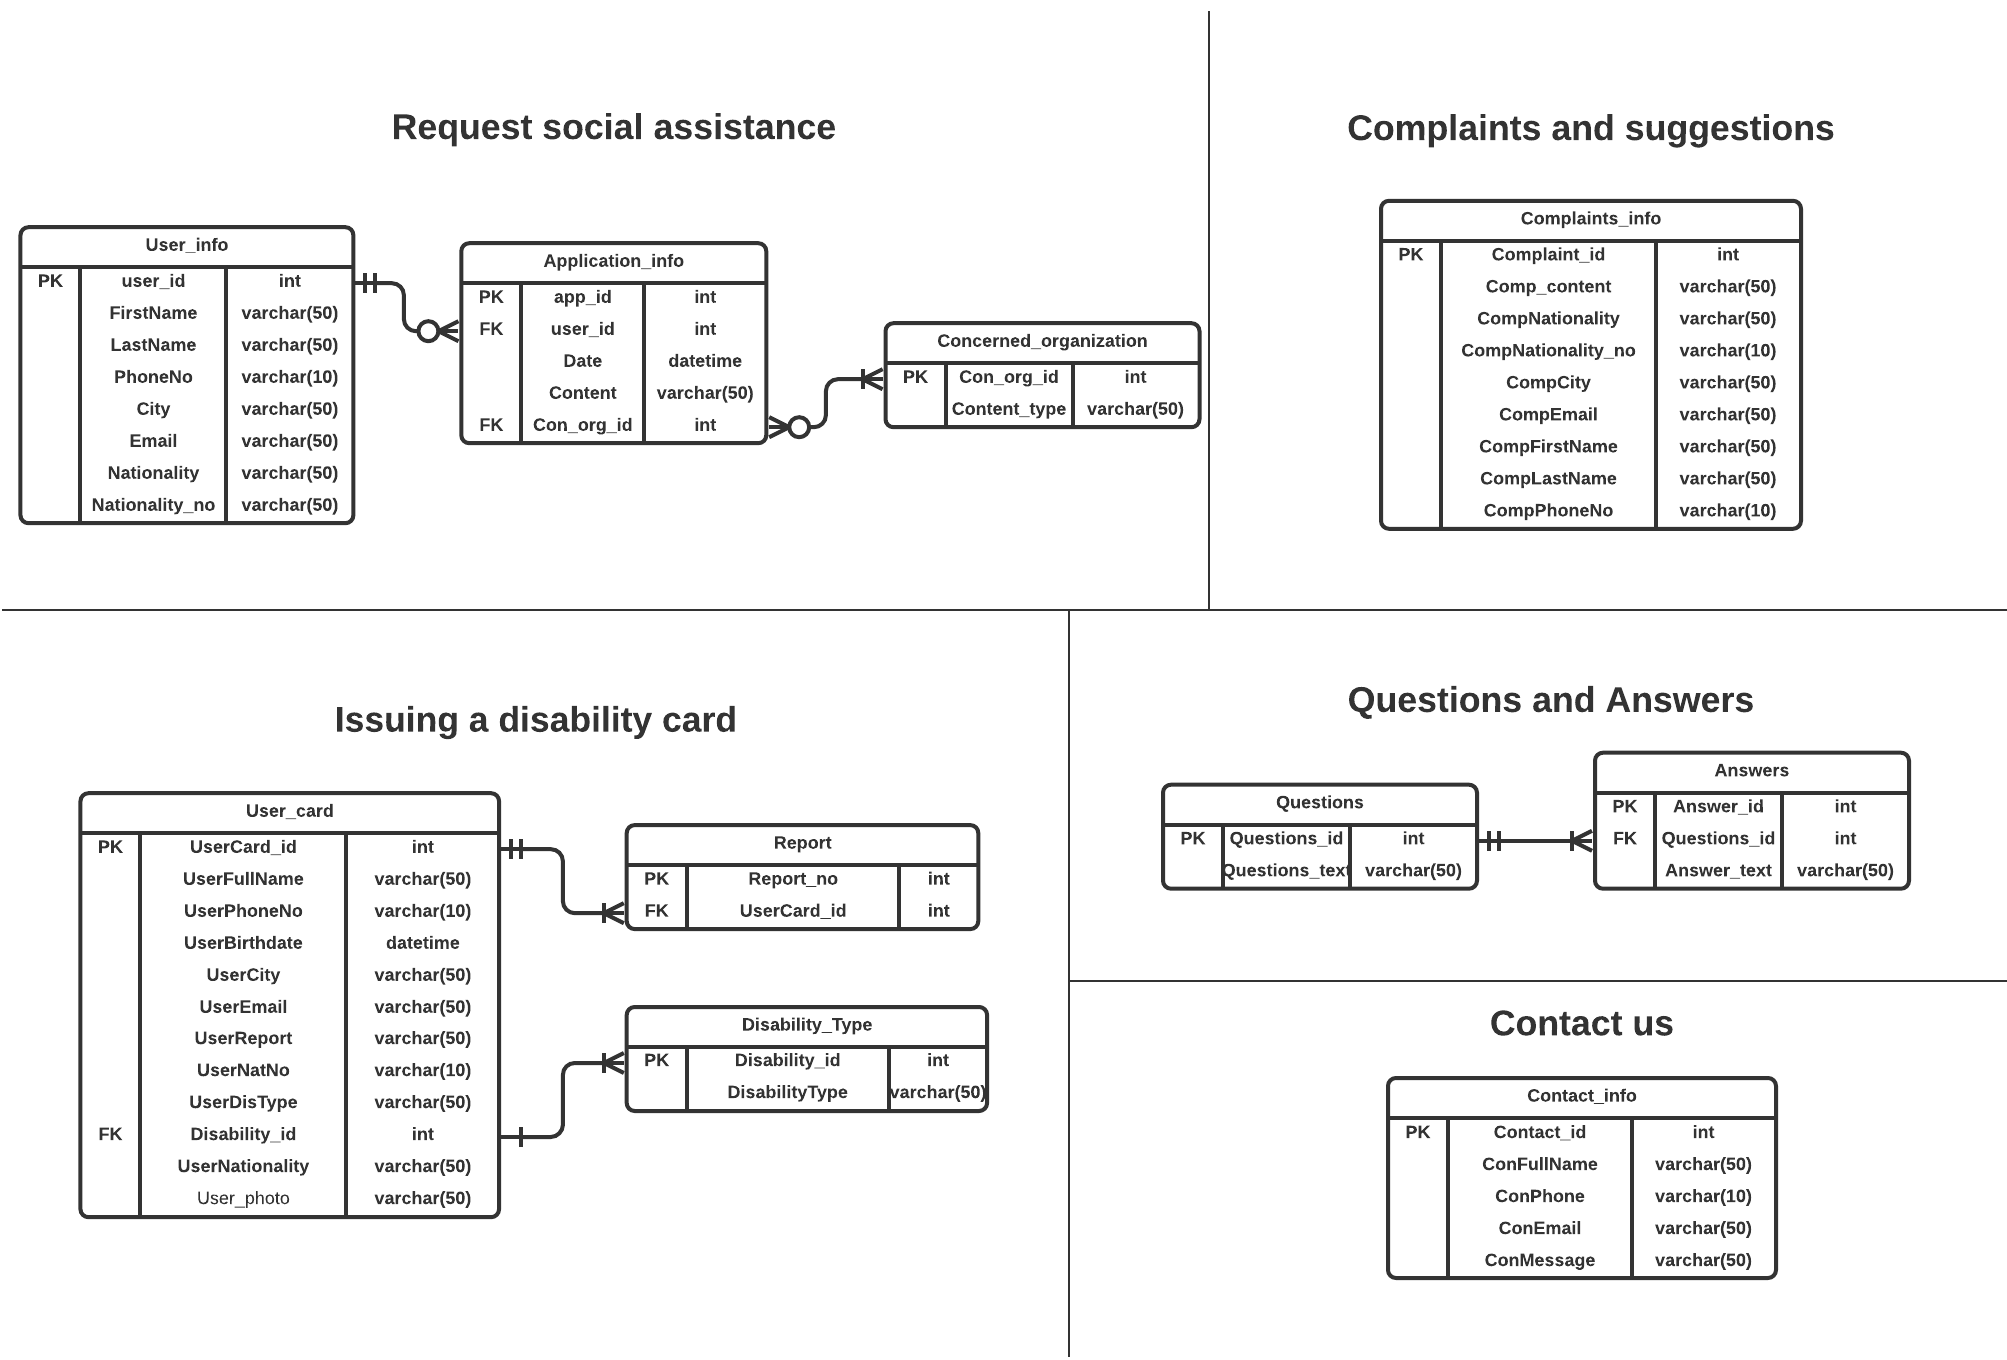 Request social assistance
User_info
PK user_id int
FirstName varchar(50)
LastName varchar(50)
PhoneNo varchar(10)
City varchar(50)
Email varchar(50)
Nationality varchar(50)
Nationality_no varchar(50)
Application_info
PK app_id int
FK user_id int
Date datetime
Content varchar(50)
FK Con_org_id int
Concerned_organization
PK Con_org_id int
Content_type varchar(50)
Complaints and suggestions
Complaints_info
PK Complaint_id int
Comp_content varchar(50)
CompNationality varchar(50)
CompNationality_no varchar(10)
CompCity varchar(50)
CompEmail varchar(50)
CompFirstName varchar(50)
CompLastName varchar(50)
CompPhoneNo varchar(10)
Issuing a disability card
User_card
PK UserCard_id int
UserFullName varchar(50)
UserPhoneNo varchar(10)
UserBirthdate datetime
UserCity varchar(50)
UserEmail varchar(50)
UserReport varchar(50)
UserNatNo varchar(10)
UserDisType varchar(50)
FK Disability_id int
UserNationality varchar(50)
User_photo varchar(50)
Report
PK Report_no int
FK UserCard_id int
Disability_Type
PK Disability_id int
DisabilityType varchar(50)
Questions and Answers
Questions
PK Questions_id int
Questions_text varchar(50)
Answers
PK Answer_id int
FK Questions_id int
Answer_text varchar(50)
Contact us
Contact_info
PK Contact_id int
ConFullName varchar(50)
ConPhone varchar(10)
ConEmail varchar(50)
ConMessage varchar(50)